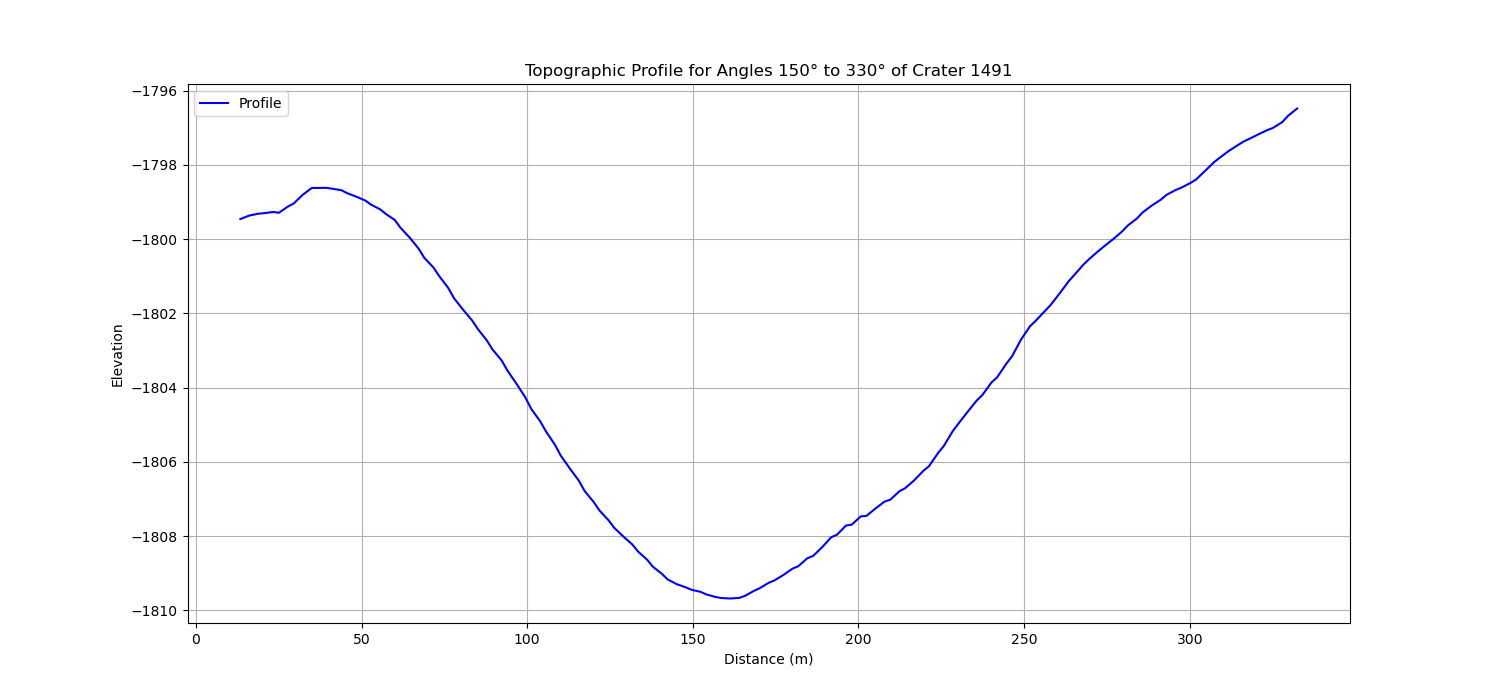 Topographic Profile for Angles 150° to 330° of Crater 1491
Profile
Elevation
−1796
−1798
−1800
−1802
−1804
−1806
−1808
−1810
0 50 100 150 200 250 300
Distance (m)